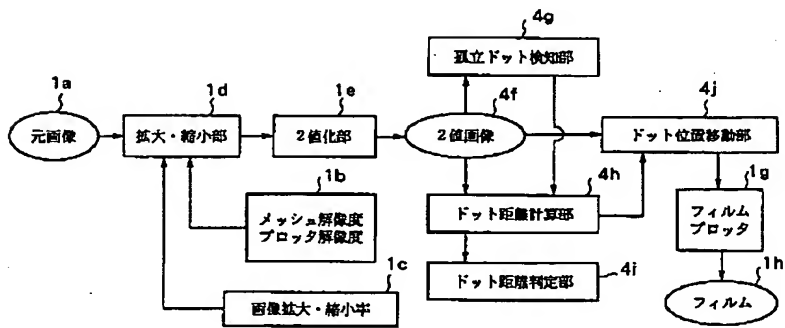 4g
孤立ドット検知部
1a
1d
1e
4f
4j
元画像
拡大・縮小部
2値化部
2値画像
ドット位置移動部
1b
4h
1g
メッシュ解像度
プロッタ解像度
ドット距離計算部
フィルム
プロッタ
1c
4i
1h
画像拡大・縮小率
ドット距離判定部
フィルム